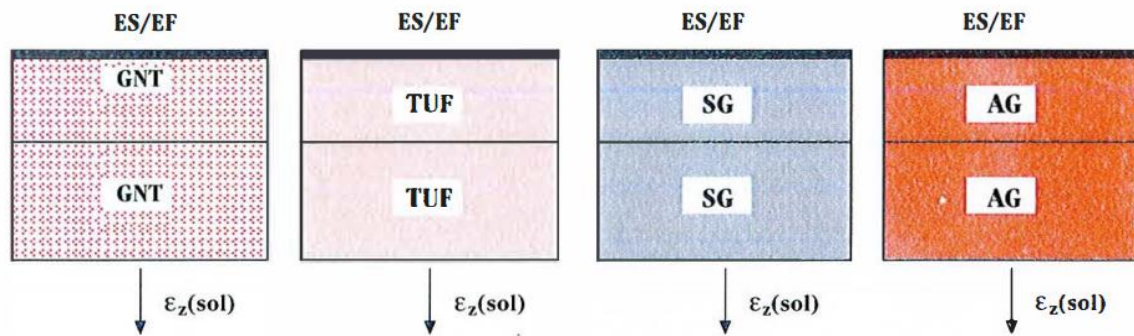 ES/EF ES/EF ES/EF ES/EF
GNT TUF SG AG
GNT TUF SG AG
εz(sol) εz(sol) εz(sol) εz(sol)